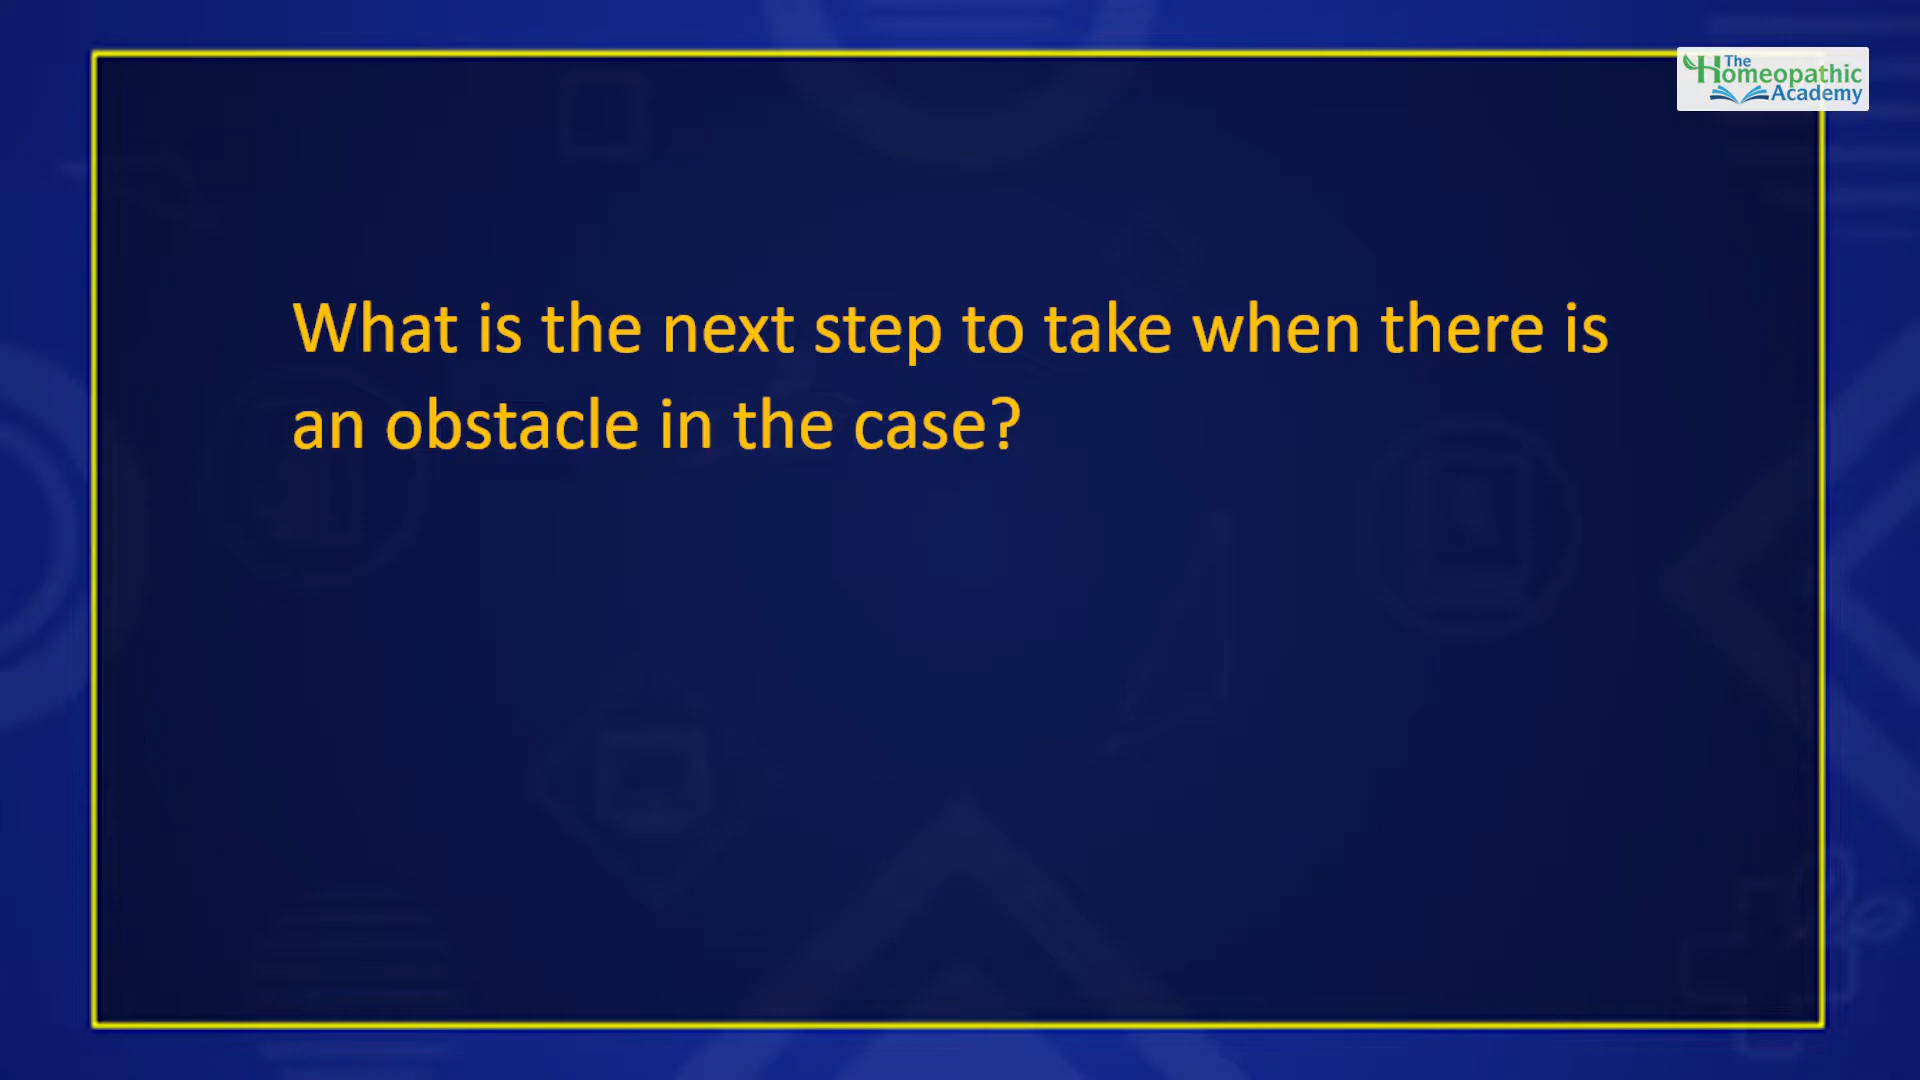 The
Homeopathic
Academy
What is the next step to take when there is
an obstacle in the case?